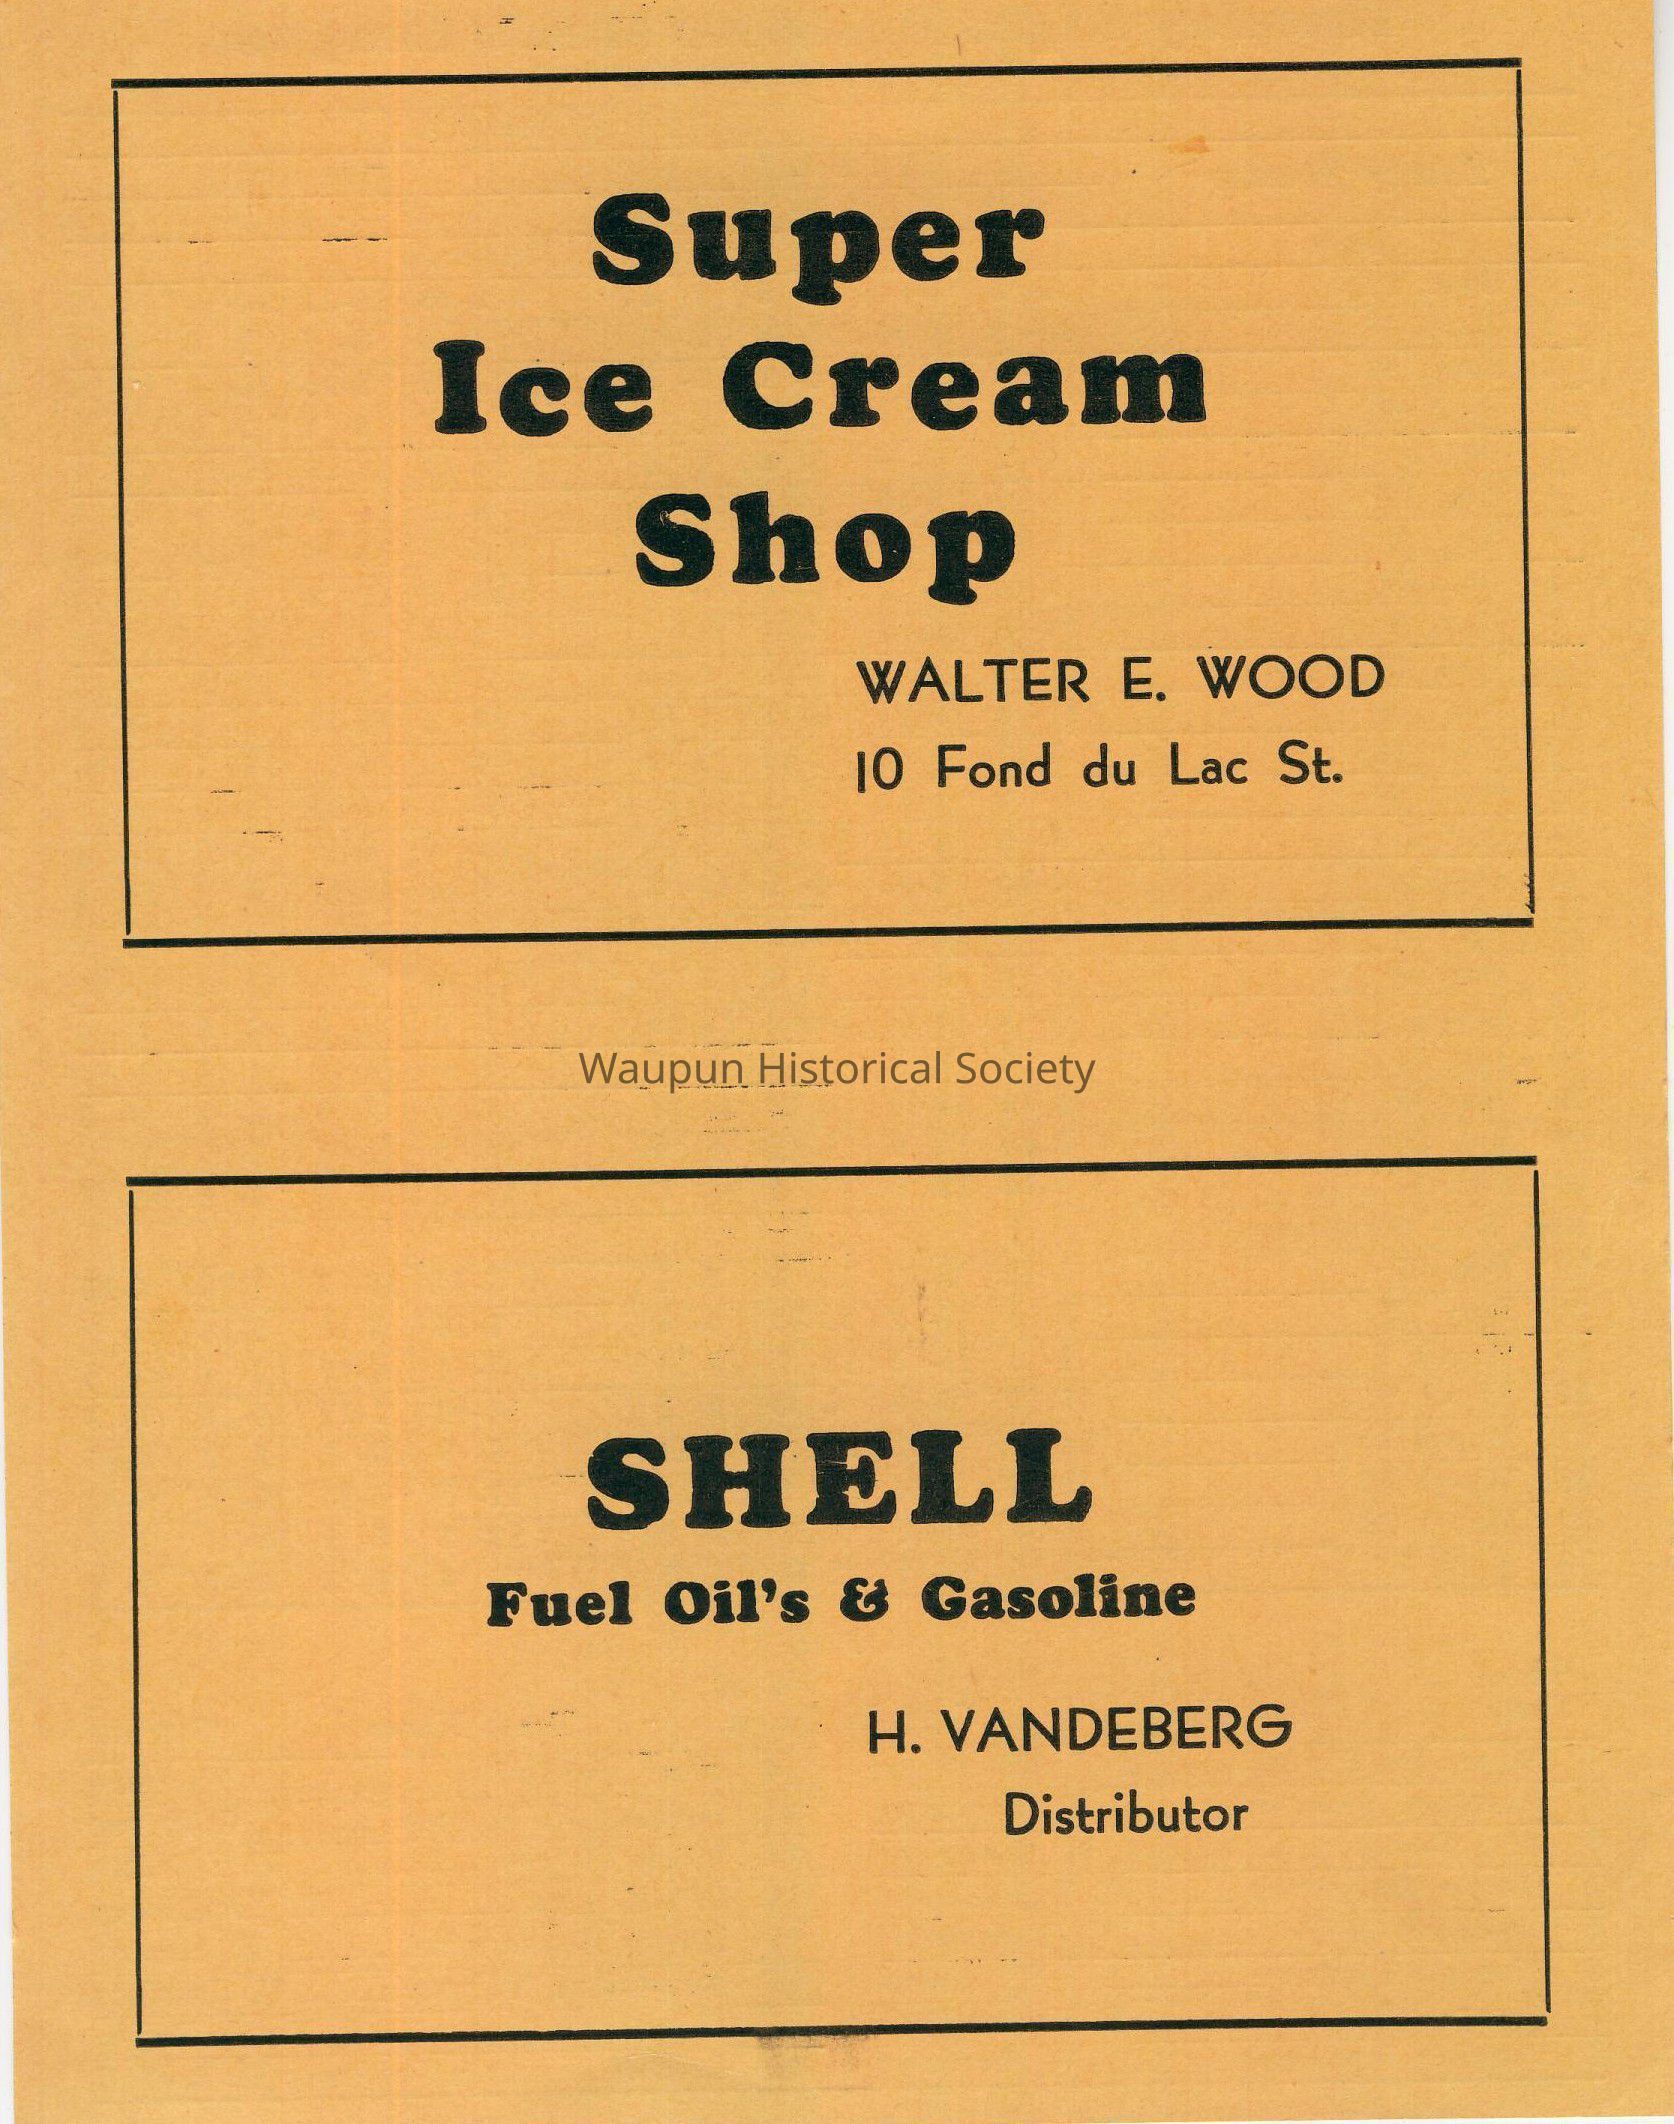 Super
Ice Cream
Shop
WALTER E. WOOD
10 Fond du Lac St.
Waupun Historical Society
SHELL
Fuel Oil's & Gasoline
H. VANDEBERG
Distributor